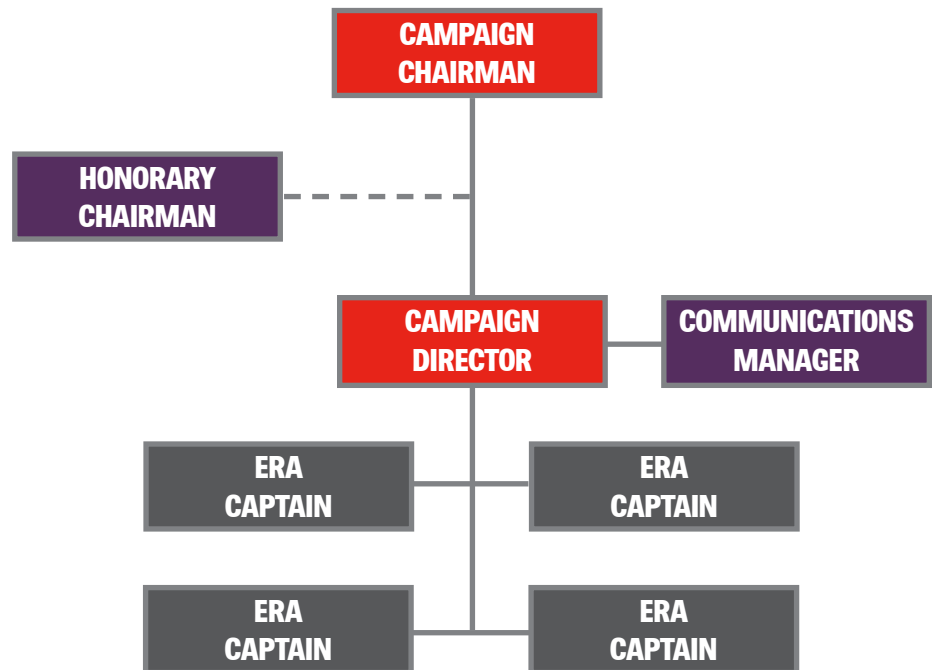 CAMPAIGN
CHAIRMAN
HONORARY
CHAIRMAN
CAMPAIGN
DIRECTOR
COMMUNICATIONS
MANAGER
ERA
CAPTAIN
ERA
CAPTAIN
ERA
CAPTAIN
ERA
CAPTAIN